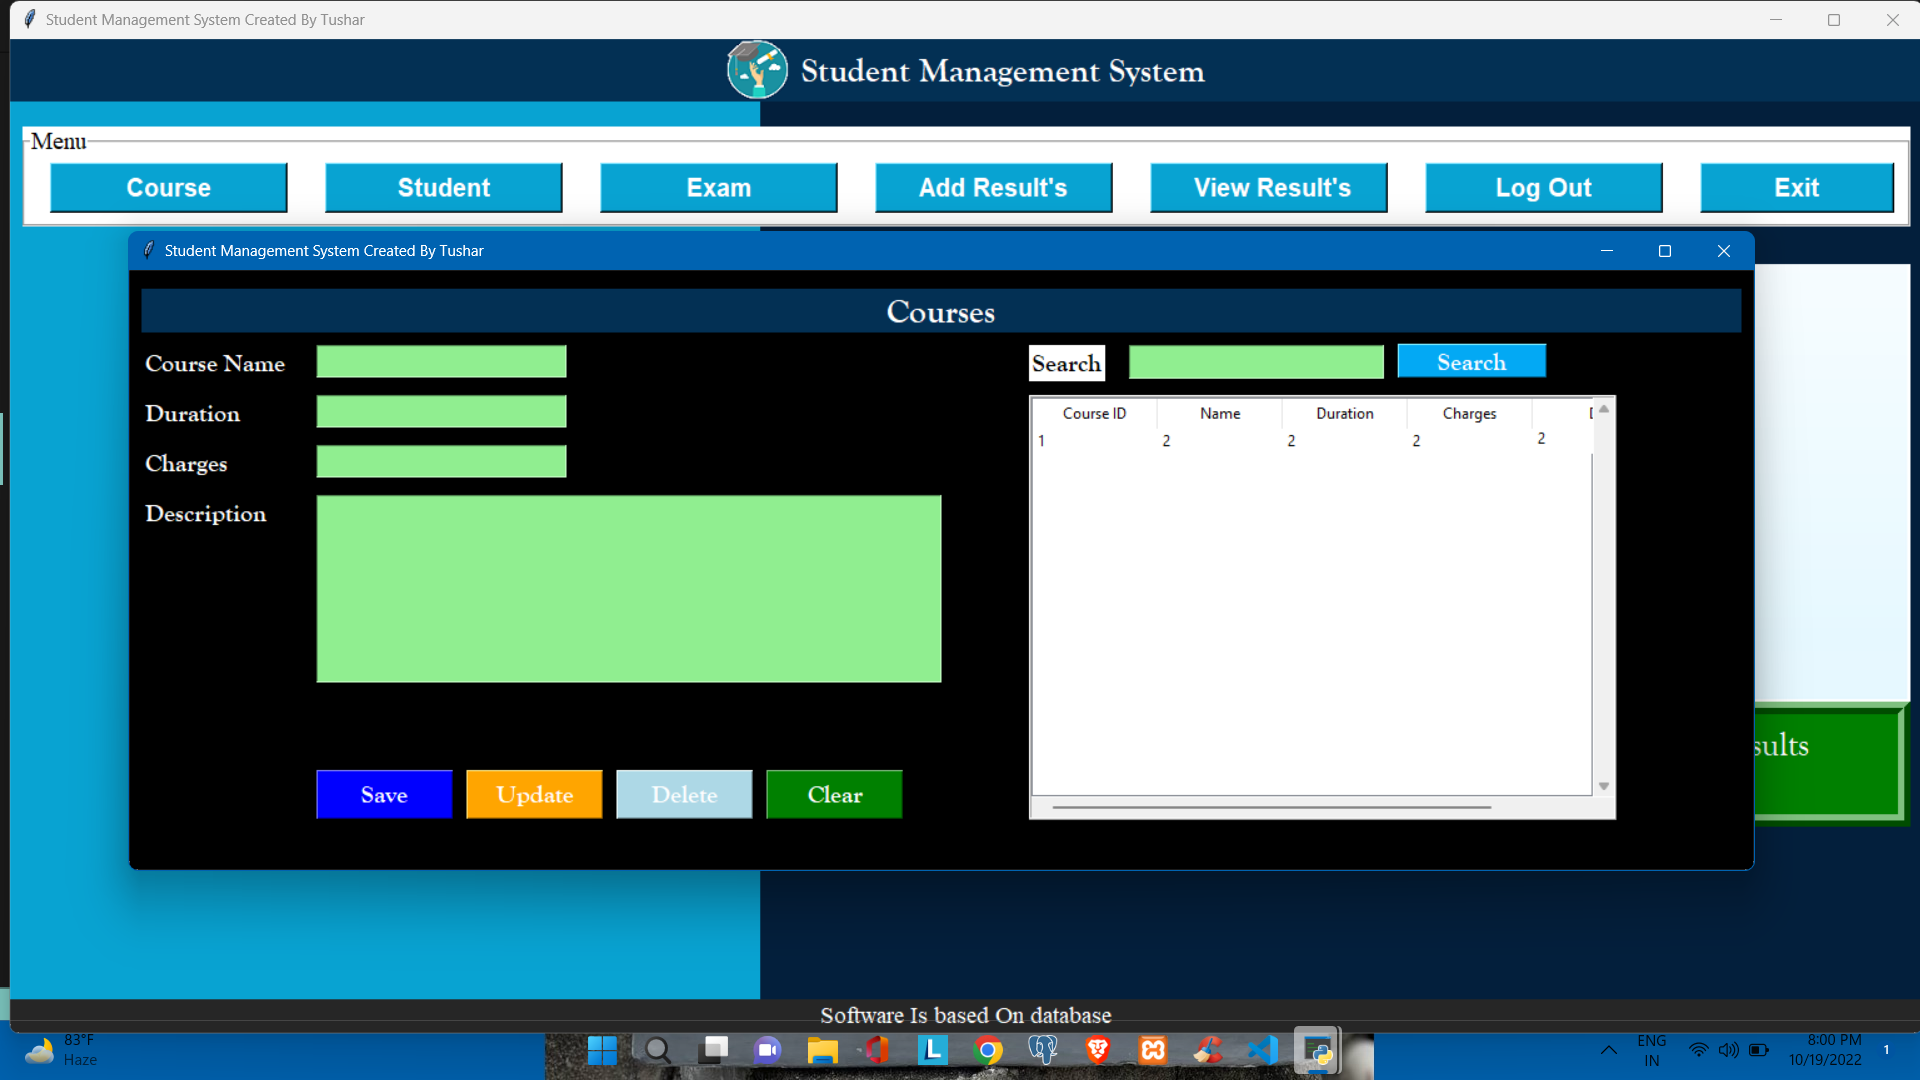 Student Management System Created By Tushar
Student Management System
Menu
Course Student Exam Add Result's View Result's Log Out Exit
Student Management System Created By Tushar
Courses
Course Name
Duration
Charges
Description
Save Update Delete Clear
Search Search
Course ID Name Duration Charges
1 2 2 2 2
sults
Software Is based On database
83°F
Haze
L
ENG
IN
8:00 PM
10/19/2022
1